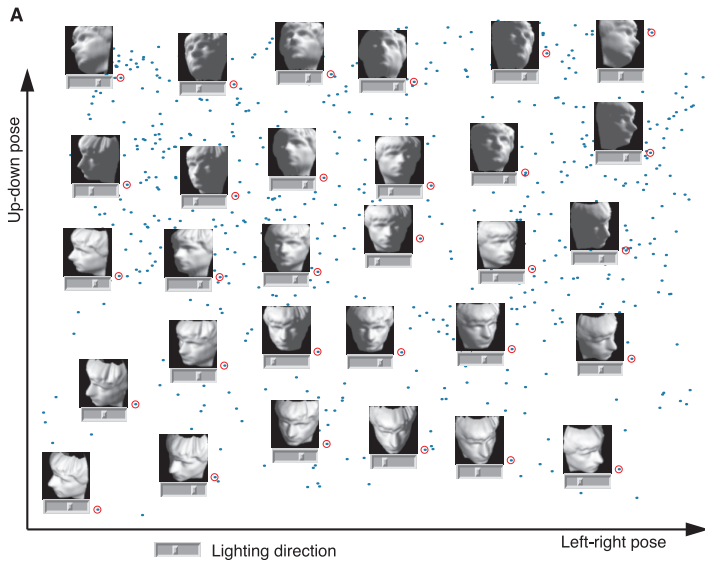 A
Up-down pose
Left-right pose
Lighting direction